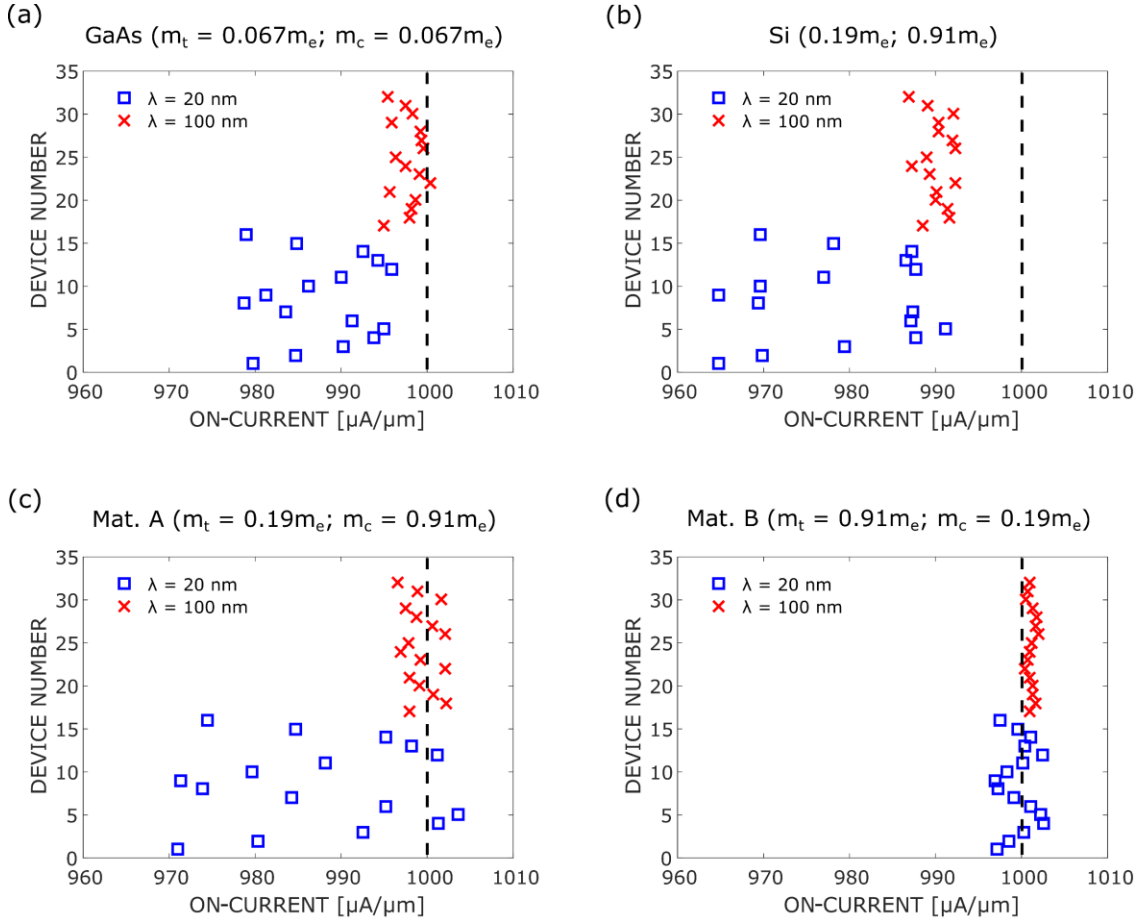 (a)
GaAs (mt = 0.067me; mc = 0.067me)
35
30
25
20
15
10
5
0
DEVICE NUMBER
λ = 20 nm
λ = 100 nm
960 970 980 990 1000 1010
ON-CURRENT [μA/μm]
(b)
Si (0.19me; 0.91me)
35
30
25
20
15
10
5
0
DEVICE NUMBER
λ = 20 nm
λ = 100 nm
960 970 980 990 1000 1010
ON-CURRENT [μA/μm]
(c)
Mat. A (mt = 0.19me; mc = 0.91me)
35
30
25
20
15
10
5
0
DEVICE NUMBER
λ = 20 nm
λ = 100 nm
960 970 980 990 1000 1010
ON-CURRENT [μA/μm]
(d)
Mat. B (mt = 0.91me; mc = 0.19me)
35
30
25
20
15
10
5
0
DEVICE NUMBER
λ = 20 nm
λ = 100 nm
960 970 980 990 1000 1010
ON-CURRENT [μA/μm]